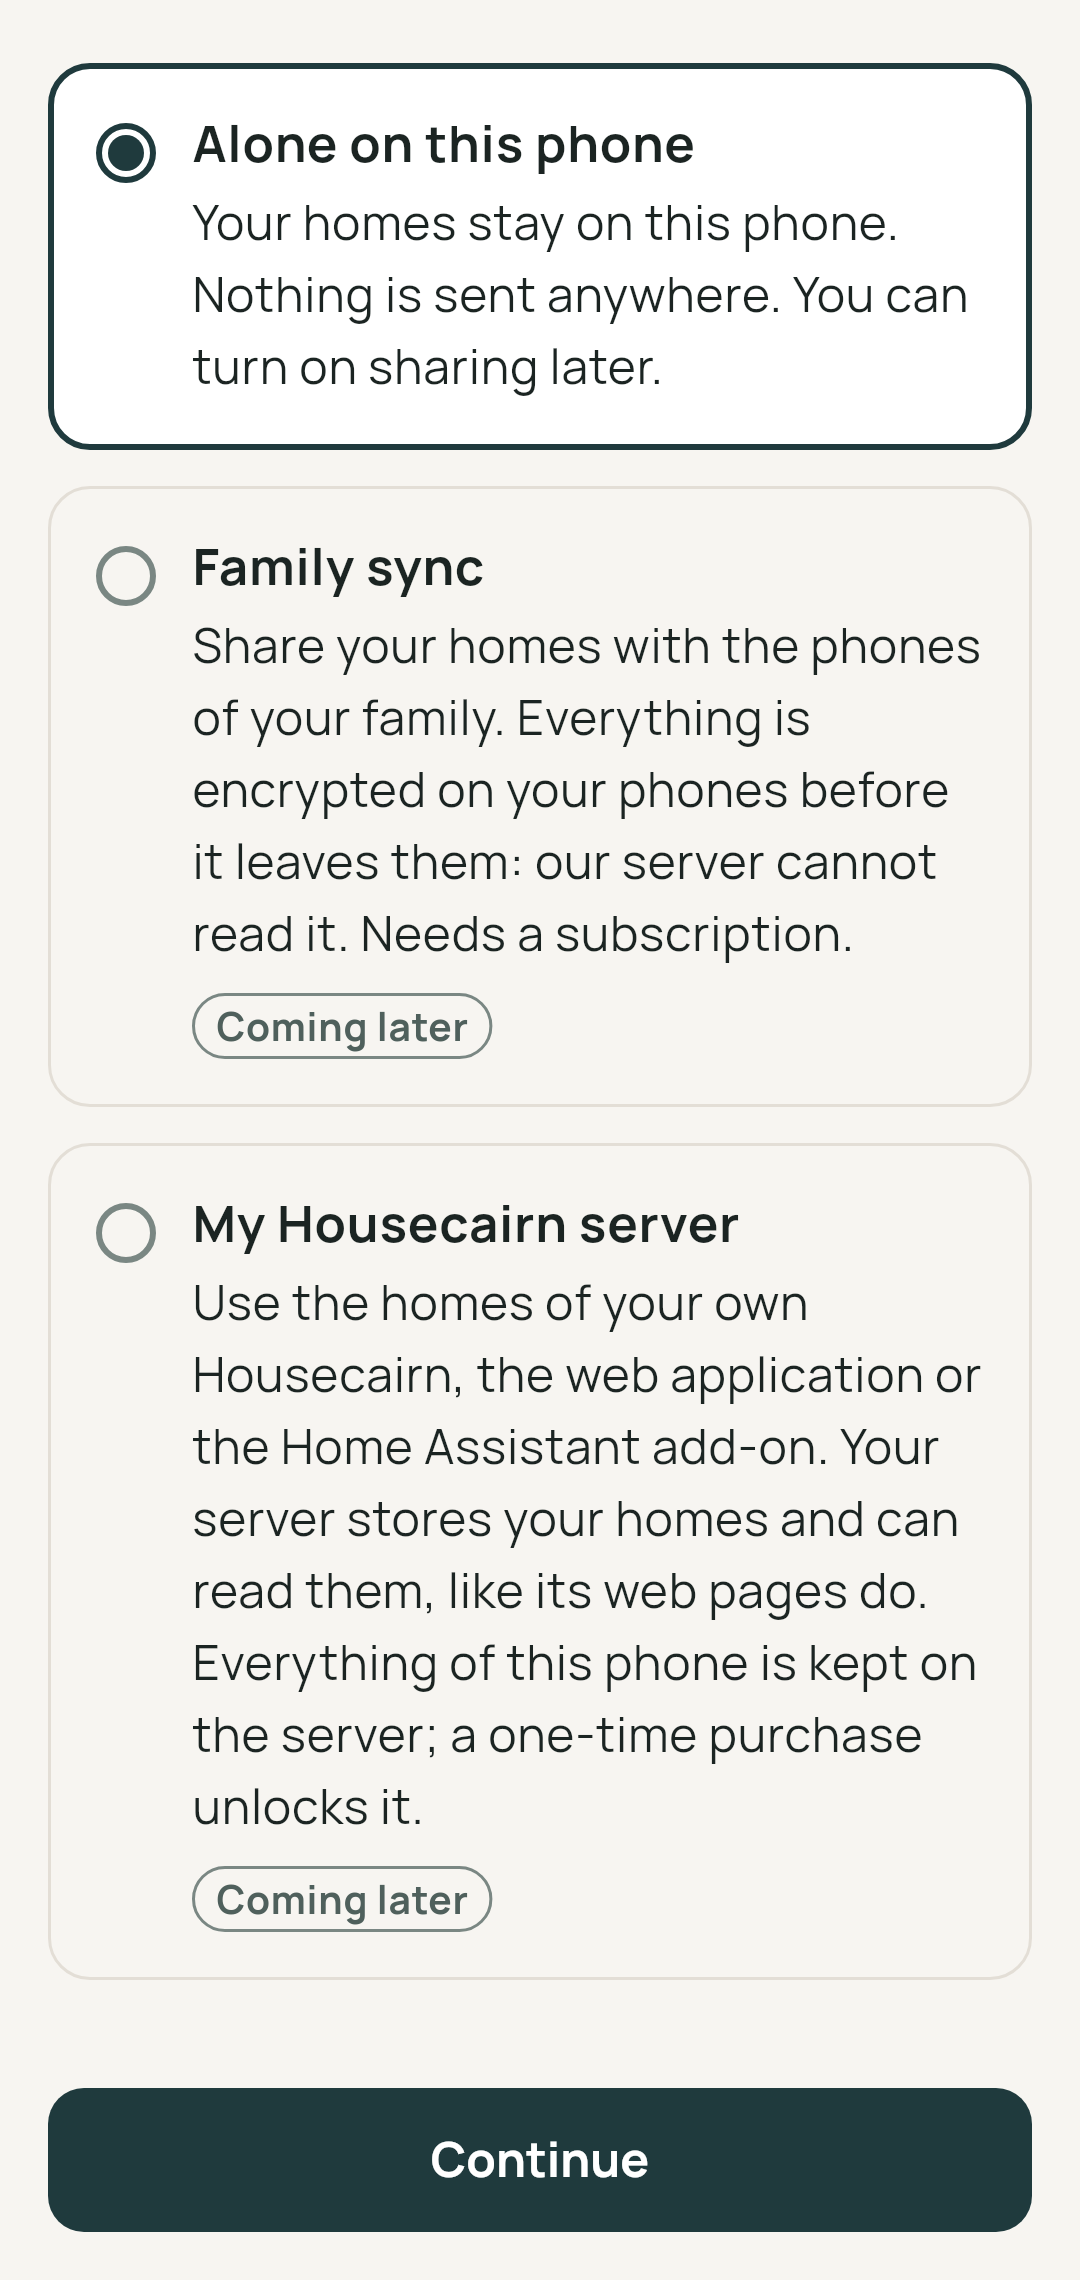 Alone on this phone
Your homes stay on this phone.
Nothing is sent anywhere. You can
turn on sharing later.
Family sync
Share your homes with the phones
of your family. Everything is
encrypted on your phones before
it leaves them: our server cannot
read it. Needs a subscription.
Coming later
My Housecairn server
Use the homes of your own
Housecairn, the web application or
the Home Assistant add-on. Your
server stores your homes and can
read them, like its web pages do.
Everything of this phone is kept on
the server; a one-time purchase
unlocks it.
Coming later
Continue